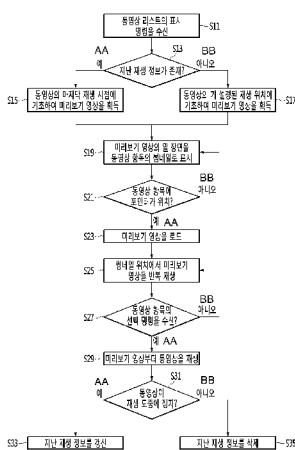 동영상 리스트의 표시
명령을 수신
S11
AA
예
S13
지난 재생 정보가 존재?
BB
아니오
S15
동영상의 마지막 재생 시점에
기초하여 미리보기 영상을 획득
동영상의 기 설정된 재생 위치에
기초하여 미리보기 영상을 획득
S17
S19
미리보기 영상의 일 장면을
동영상 항목의 썸네일로 표시
S21
동영상 항목에
포인터가 위치?
BB
아니오
예 AA
S23
미리보기 영상을 로드
S25
썸네일 위치에서 미리보기
영상을 반복 재생
S27
동영상 항목의
선택 명령을 수신?
BB
아니오
예 AA
S29
미리보기 영상부터 동영상을 재생
AA
예
S31
동영상이
재생 도중에 정지?
BB
아니오
S33
지난 재생 정보를 갱신
지난 재생 정보를 삭제
S35